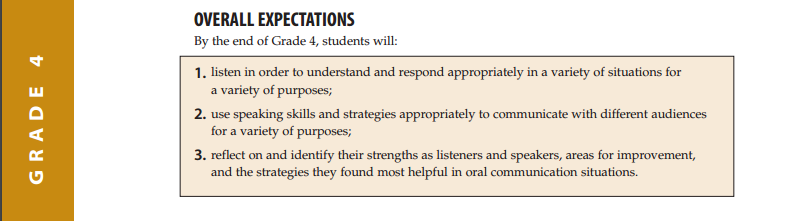 GRADE 4
OVERALL EXPECTATIONS
By the end of Grade 4, students will:
1. listen in order to understand and respond appropriately in a variety of situations for
a variety of purposes;
2. use speaking skills and strategies appropriately to communicate with different audiences
for a variety of purposes;
3. reflect on and identify their strengths as listeners and speakers, areas for improvement,
and the strategies they found most helpful in oral communication situations.